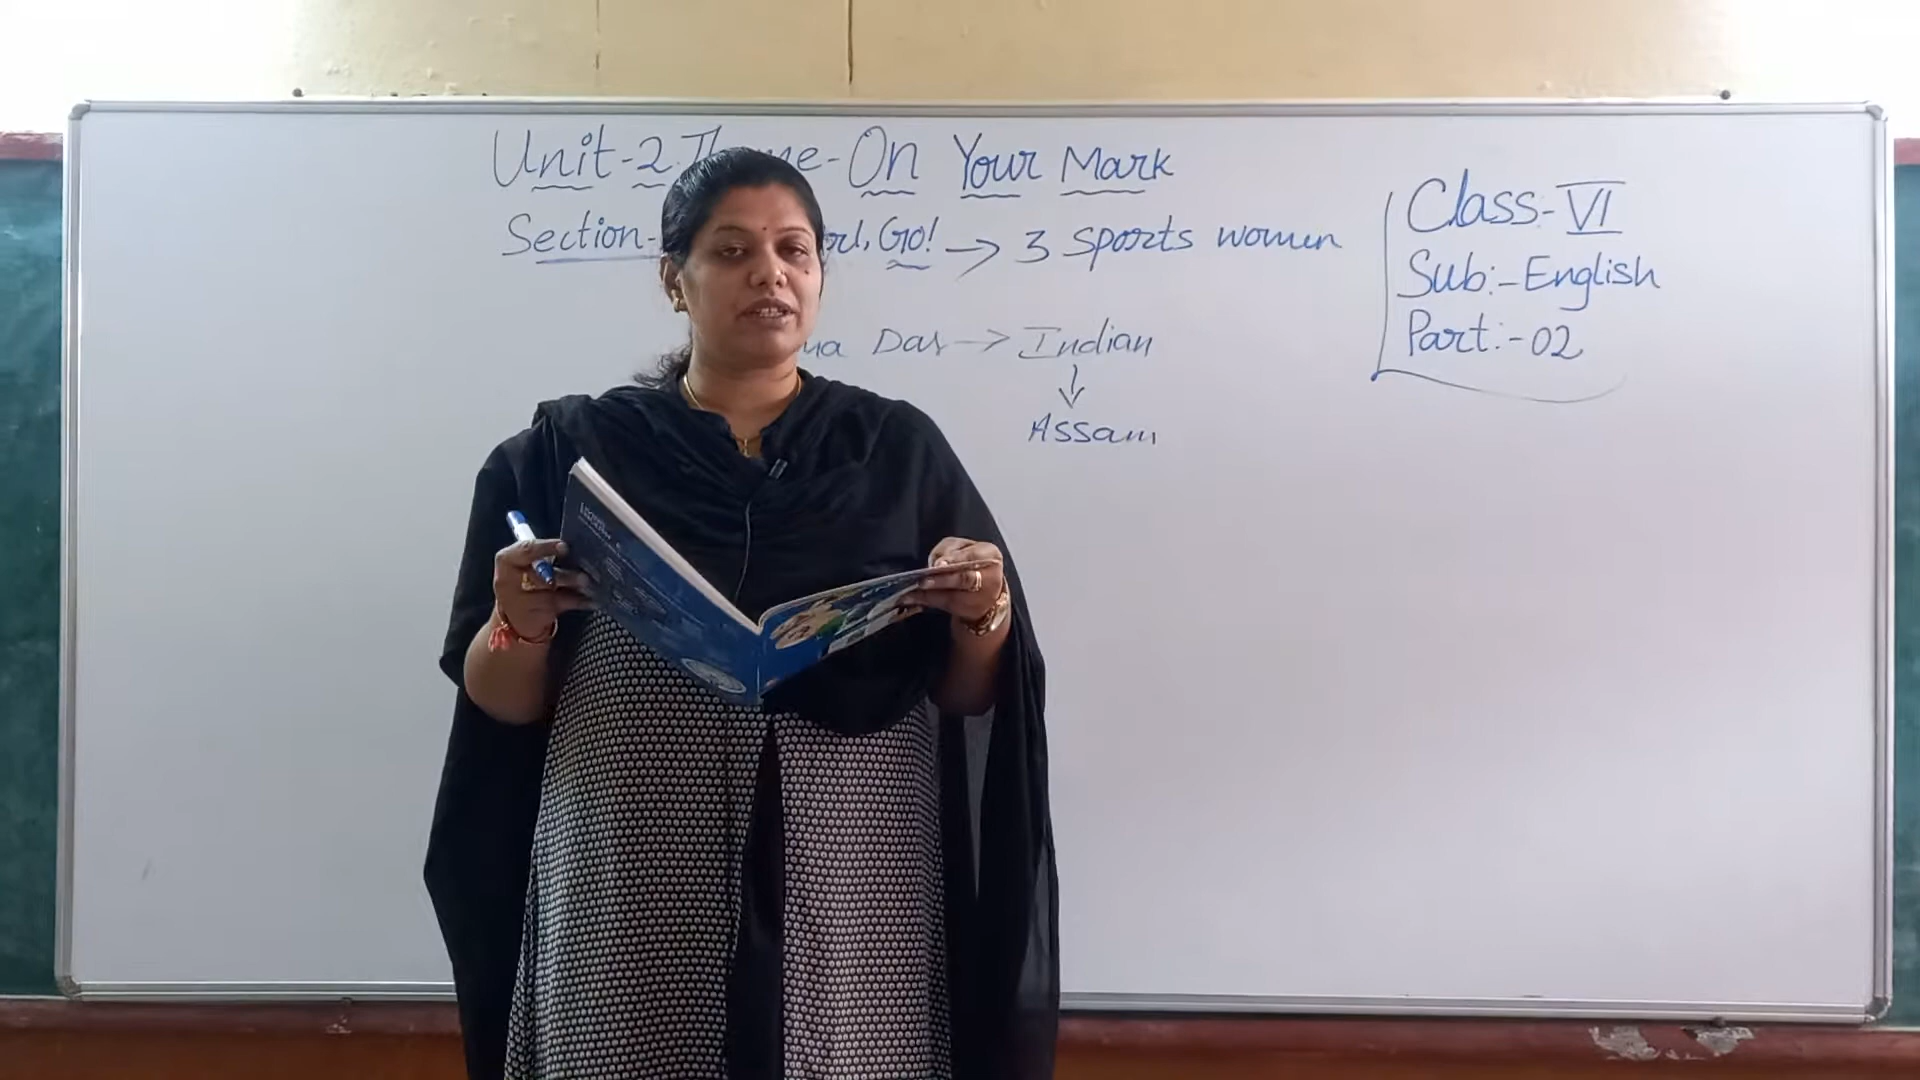 Unit-2 Theme-On Your Mark
Section- Go! → 3 sports women
Das → Indian
↓
Assam
Class:- VI
Sub:- English
Part:- 02